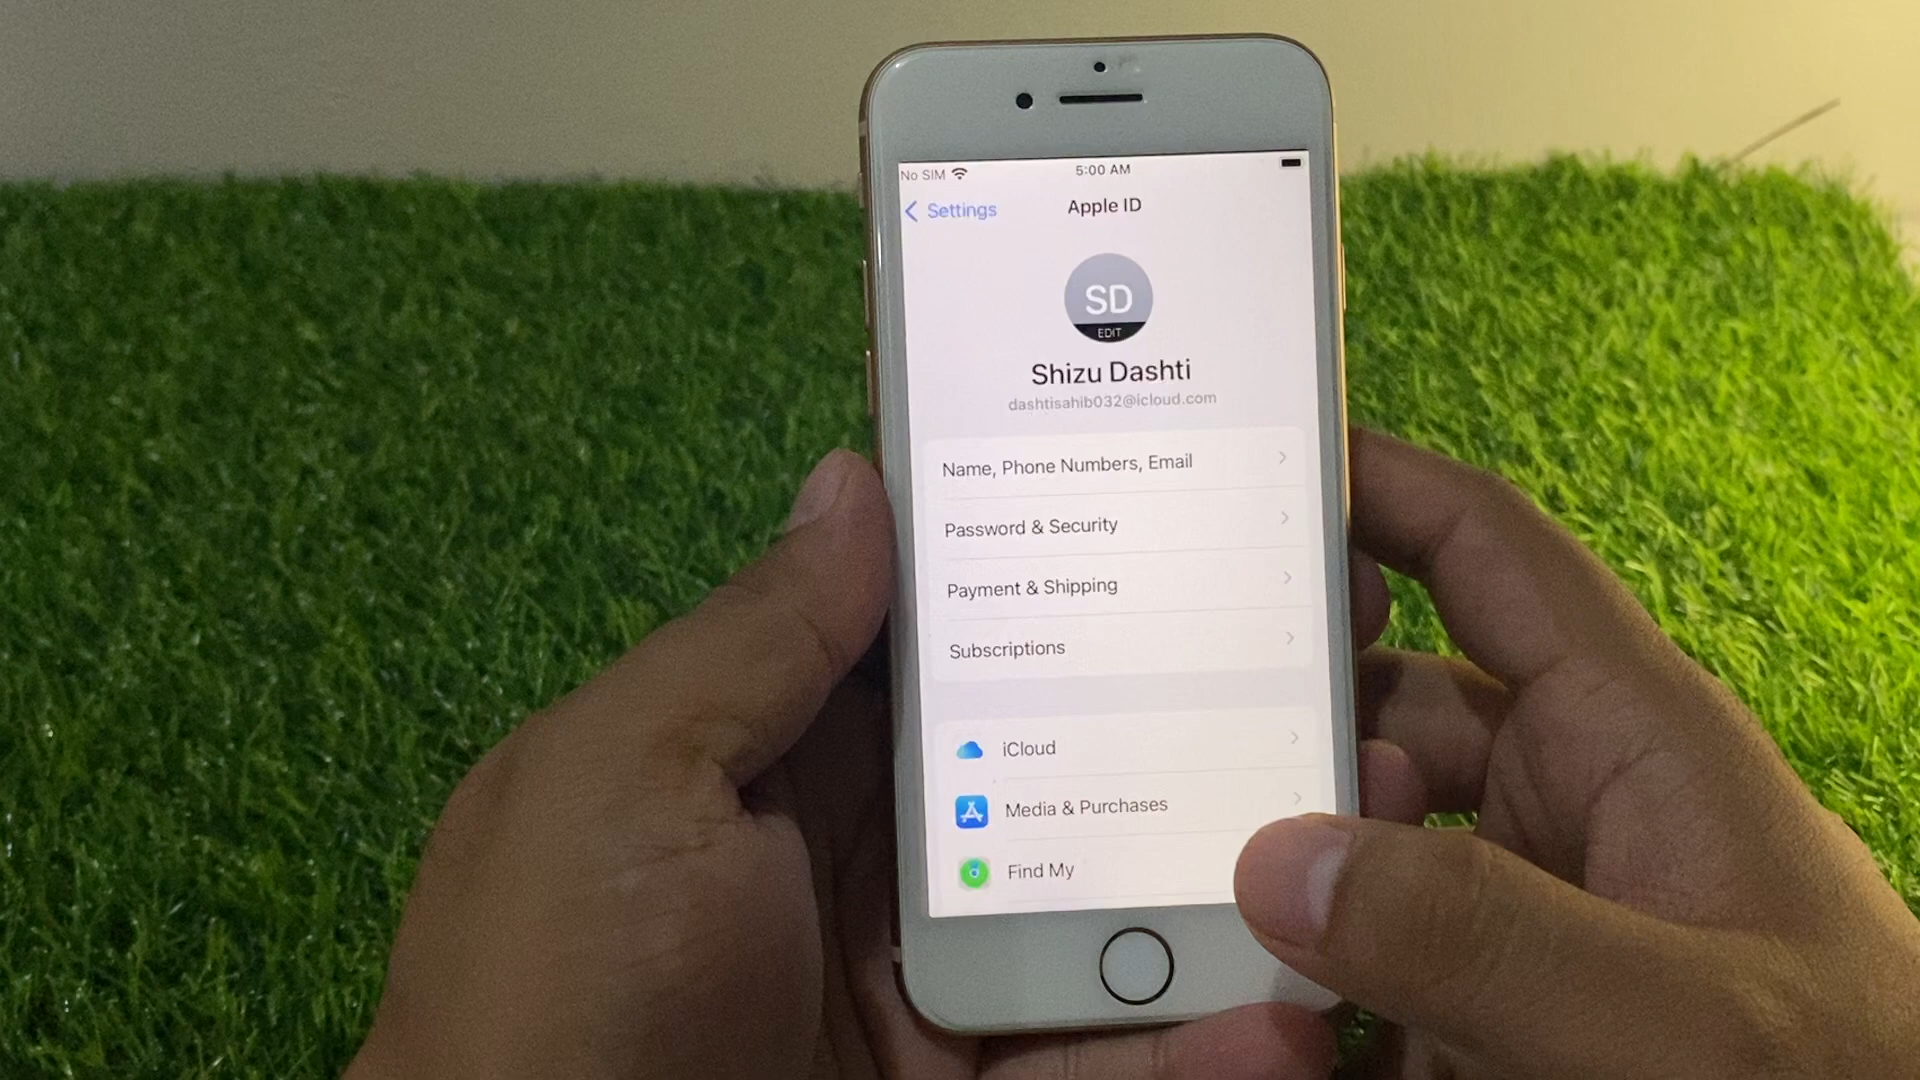 No SIM 5:00 AM
Settings Apple ID
SD
EDIT
Shizu Dashti
dashtisahib032@icloud.com
Name, Phone Numbers, Email
Password & Security
Payment & Shipping
Subscriptions
iCloud
Media & Purchases
Find My